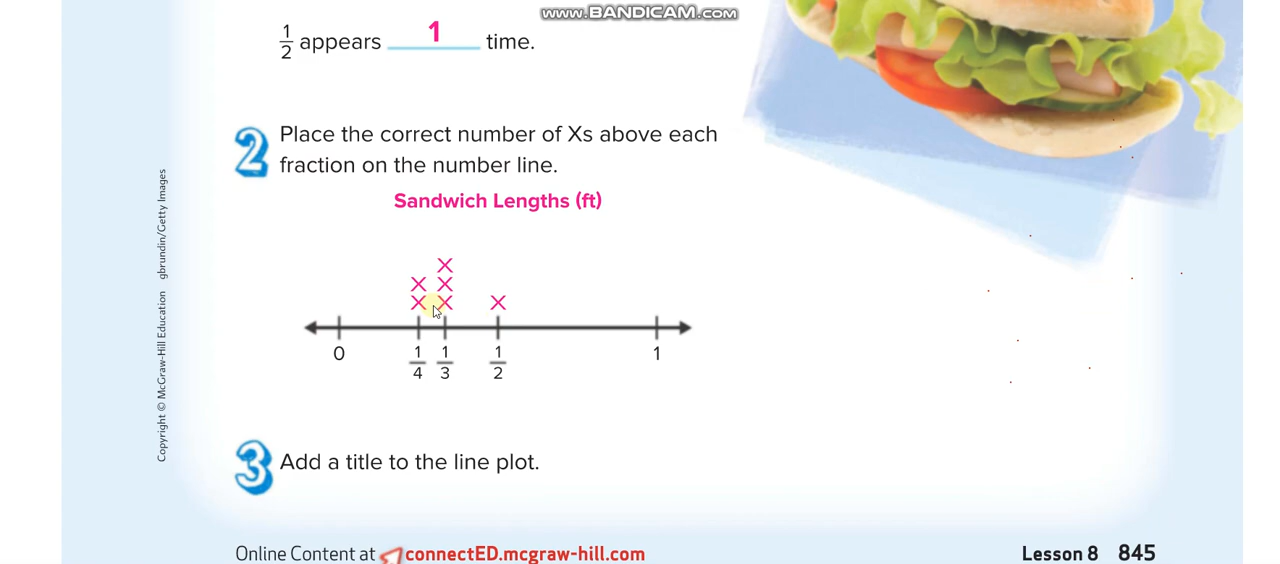 www.BANDICAM.com
1/2 appears 1 time.
2 Place the correct number of Xs above each
fraction on the number line.
Sandwich Lengths (ft)
X
X X
X X X
0 1/4 1/3 1/2 1
3 Add a title to the line plot.
Copyright © McGraw-Hill Education gbrundin/Getty Images
Online Content at connectED.mcgraw-hill.com
Lesson 8 845